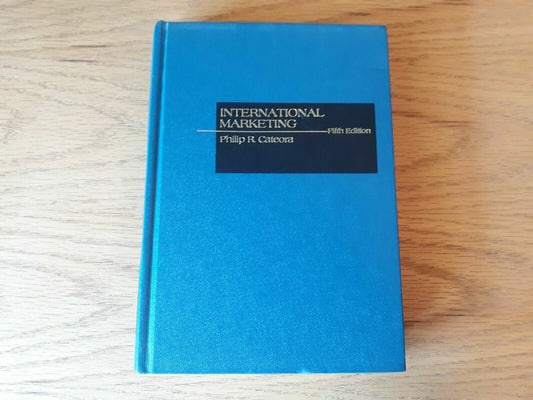 INTERNATIONAL
MARKETING
Fifth Edition
Philip R. Cateora